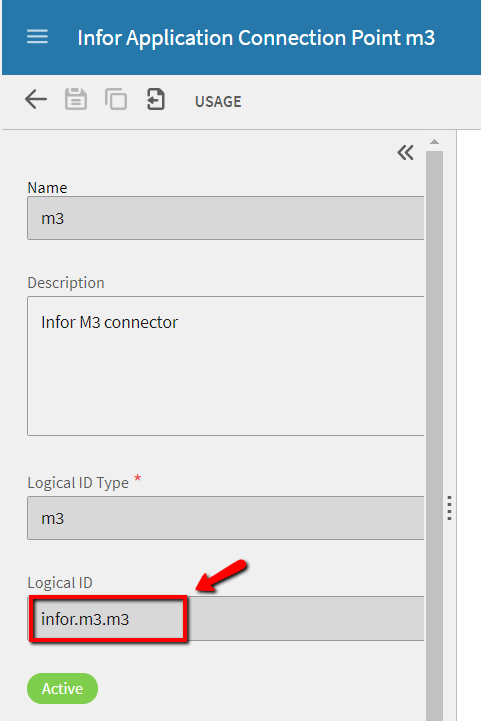 Infor Application Connection Point m3
USAGE
Name
m3
Description
Infor M3 connector
Logical ID Type *
m3
Logical ID
infor.m3.m3
Active